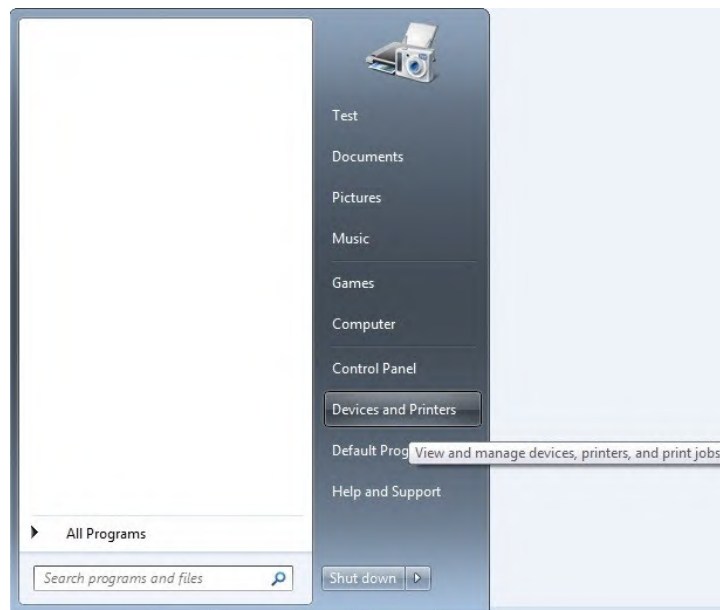 Test
Documents
Pictures
Music
Games
Computer
Control Panel
Devices and Printers
Default Prog
View and manage devices, printers, and print jobs
Help and Support
All Programs
Search programs and files
Shut down